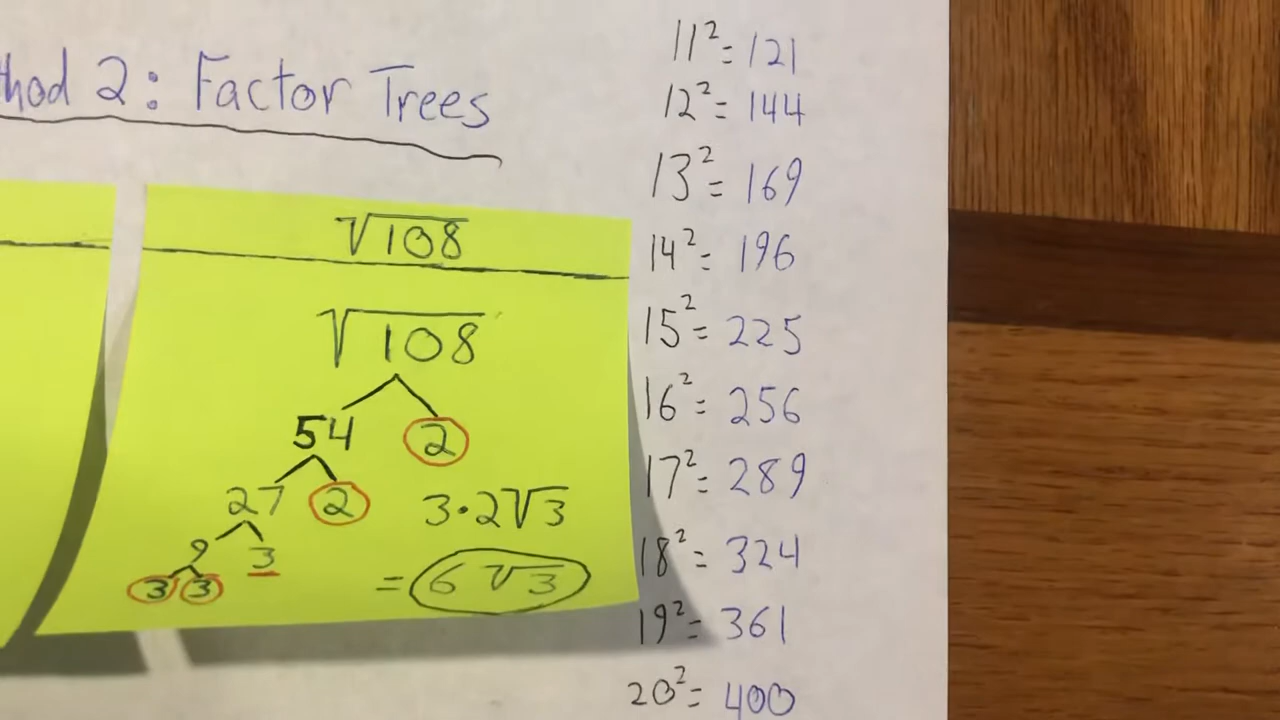 thod 2: Factor Trees
√108
√108
54 2
27 2 3·2√3
9 3
3 3 = 6√3
11² = 121
12² = 144
13² = 169
14² = 196
15² = 225
16² = 256
17² = 289
18² = 324
19² = 361
20² = 400